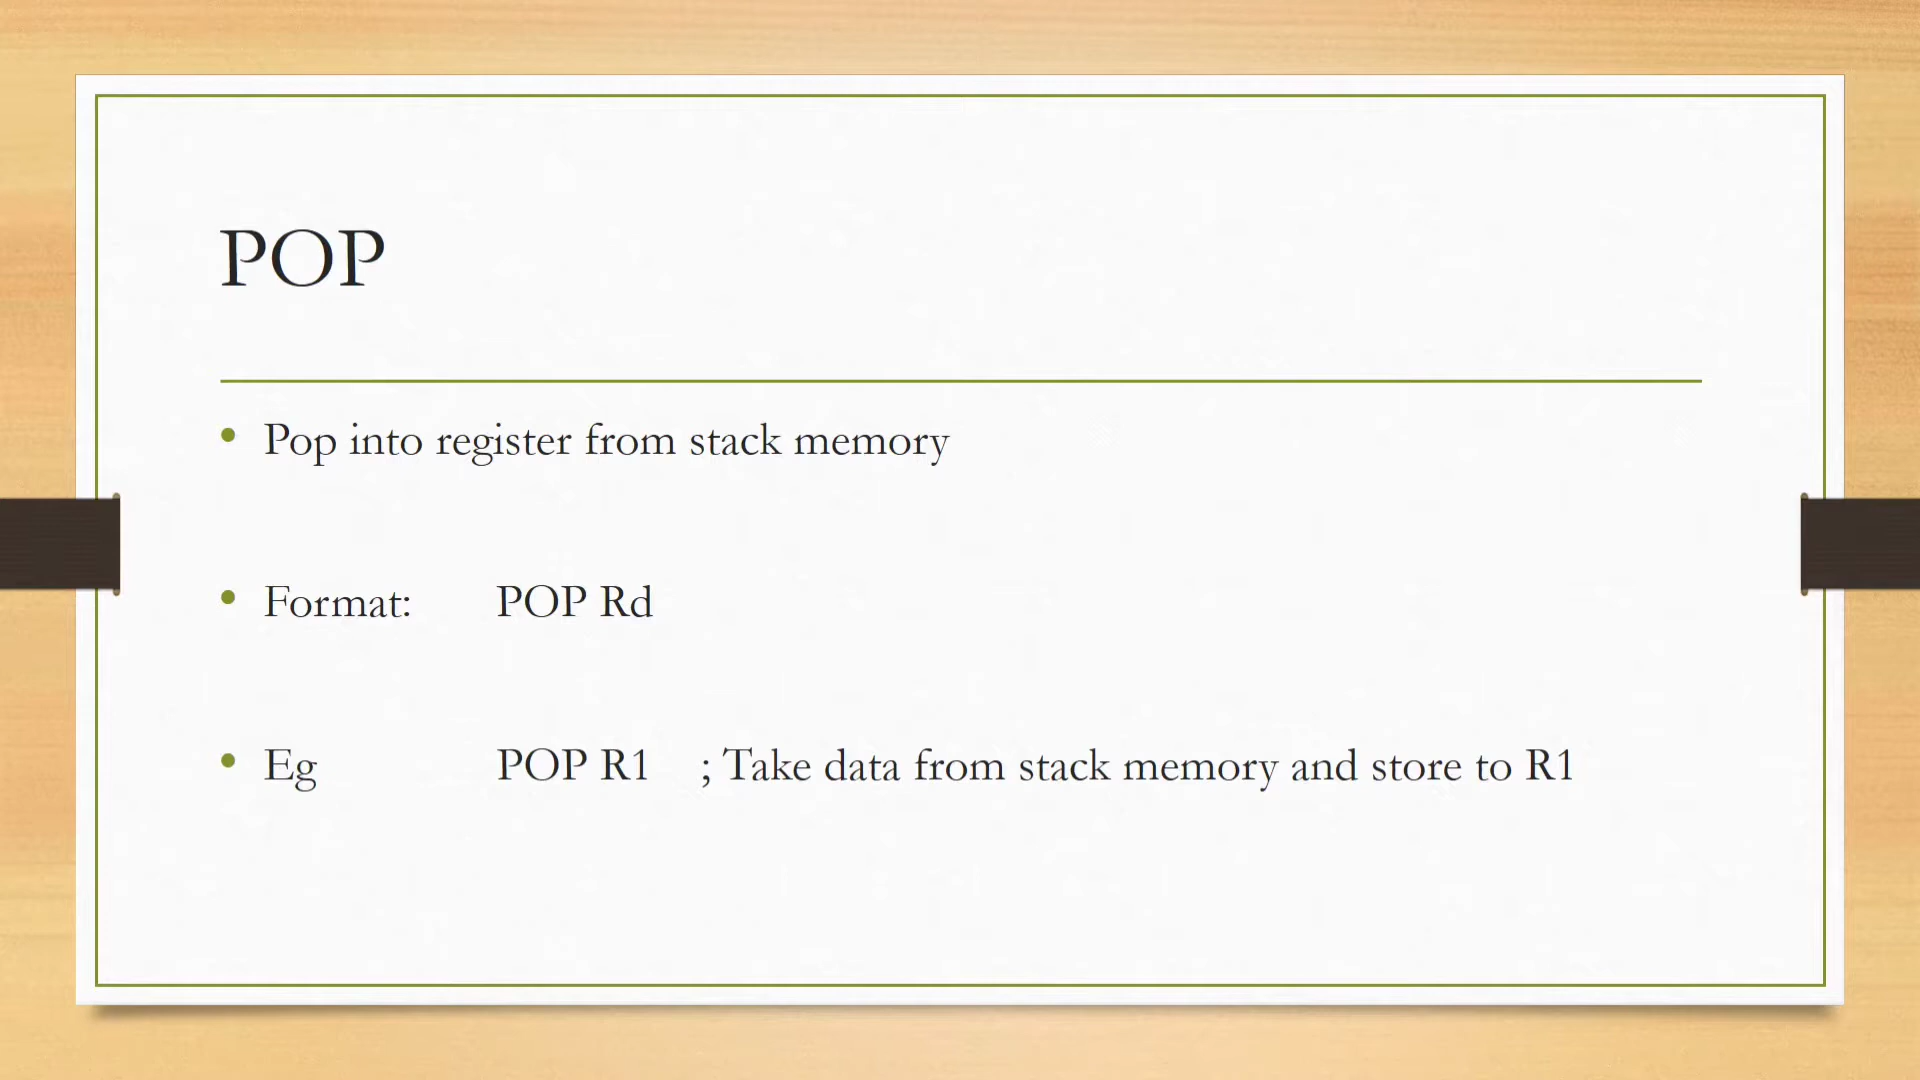 POP
• Pop into register from stack memory
• Format: POP Rd
• Eg POP R1 ; Take data from stack memory and store to R1